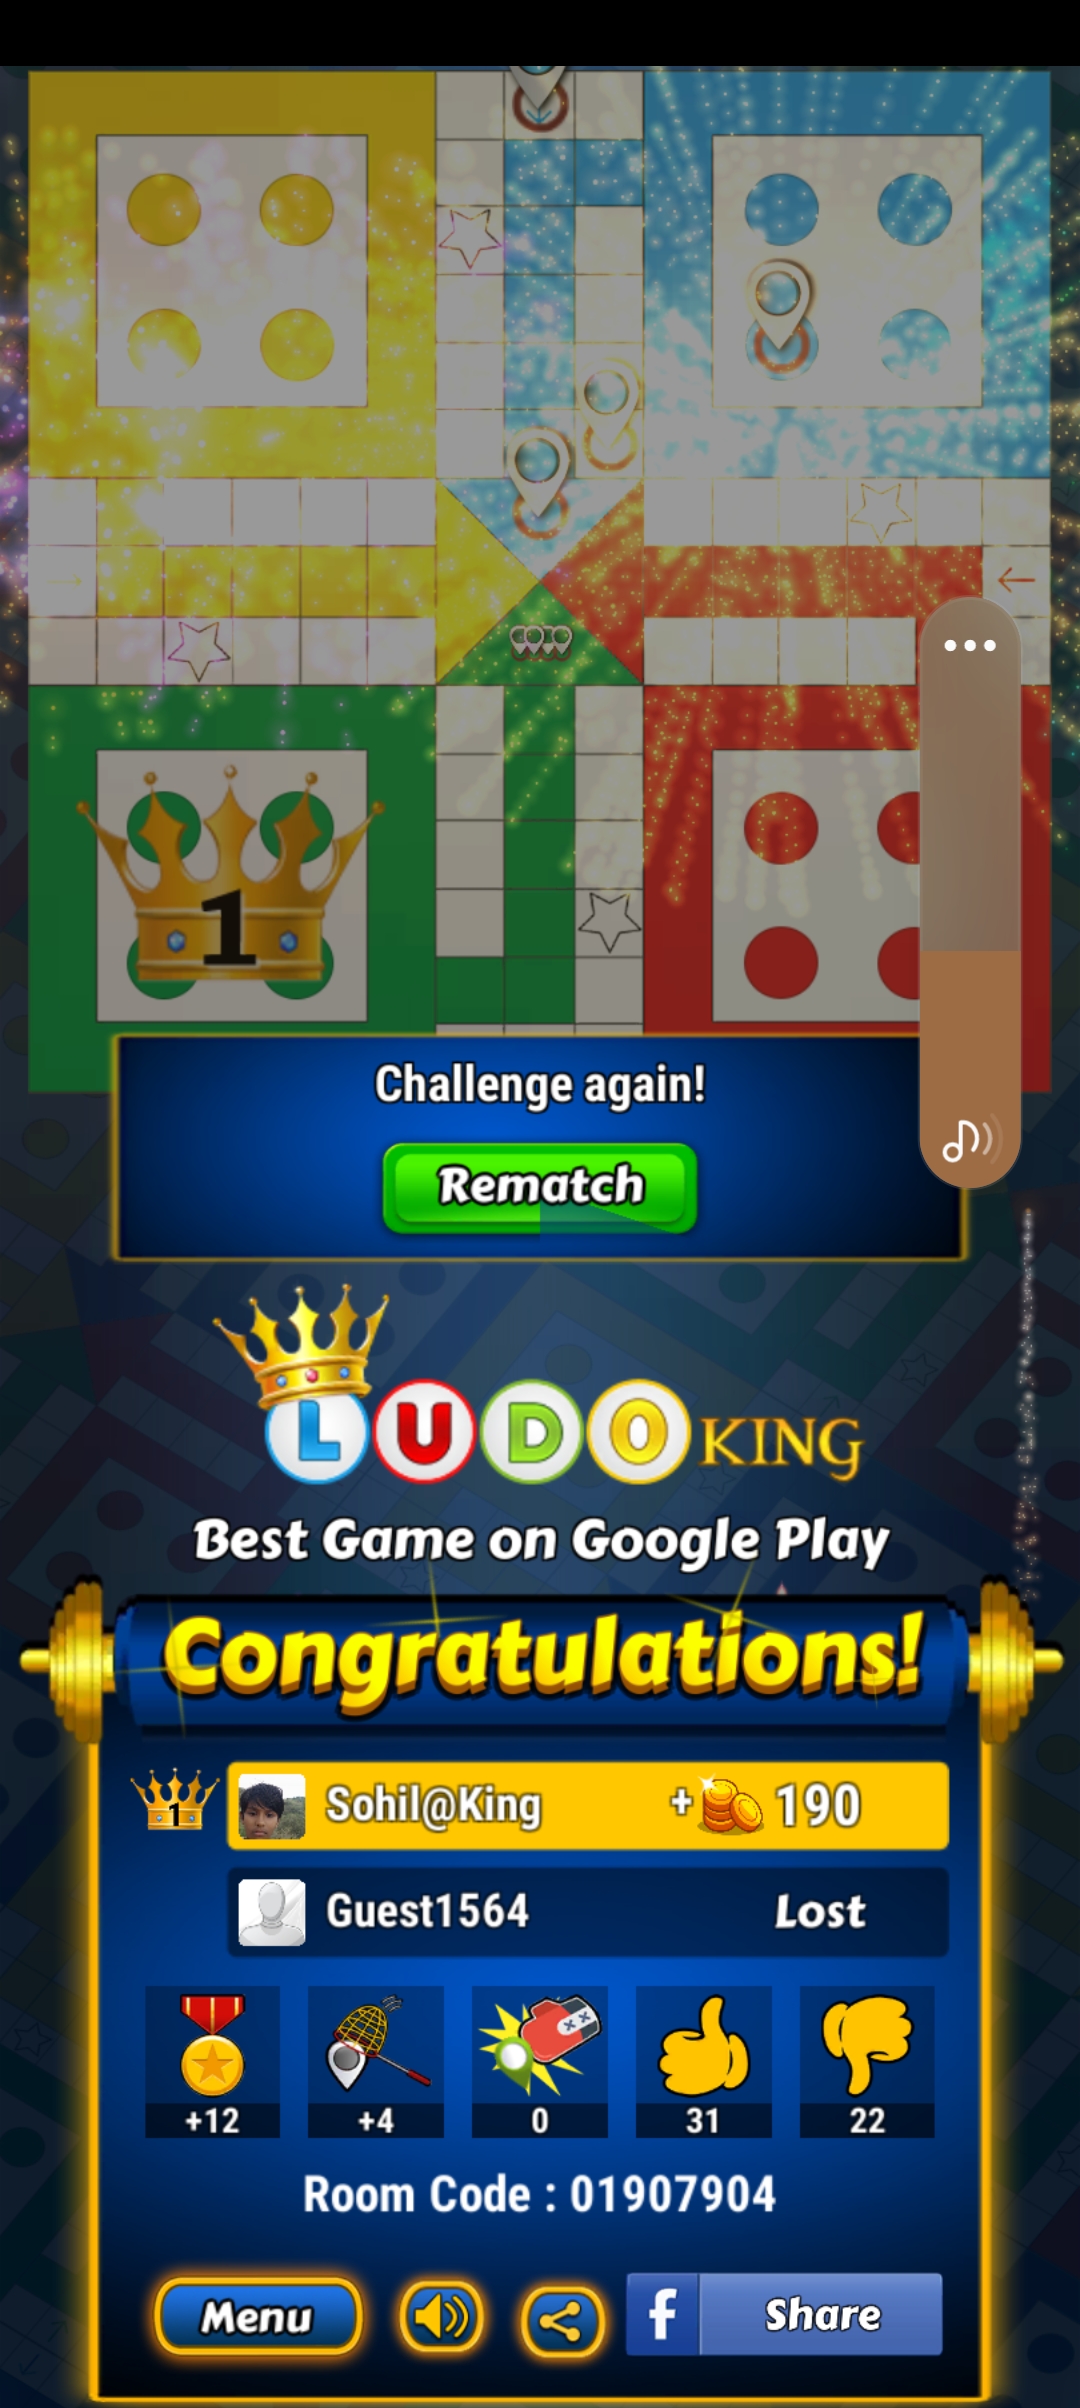 1
Challenge again!
Rematch
LUDO KING
Best Game on Google Play
Congratulations!
1 Sohil@King + 190
Guest1564 Lost
+12 +4 0 31 22
Room Code : 01907904
Menu f Share